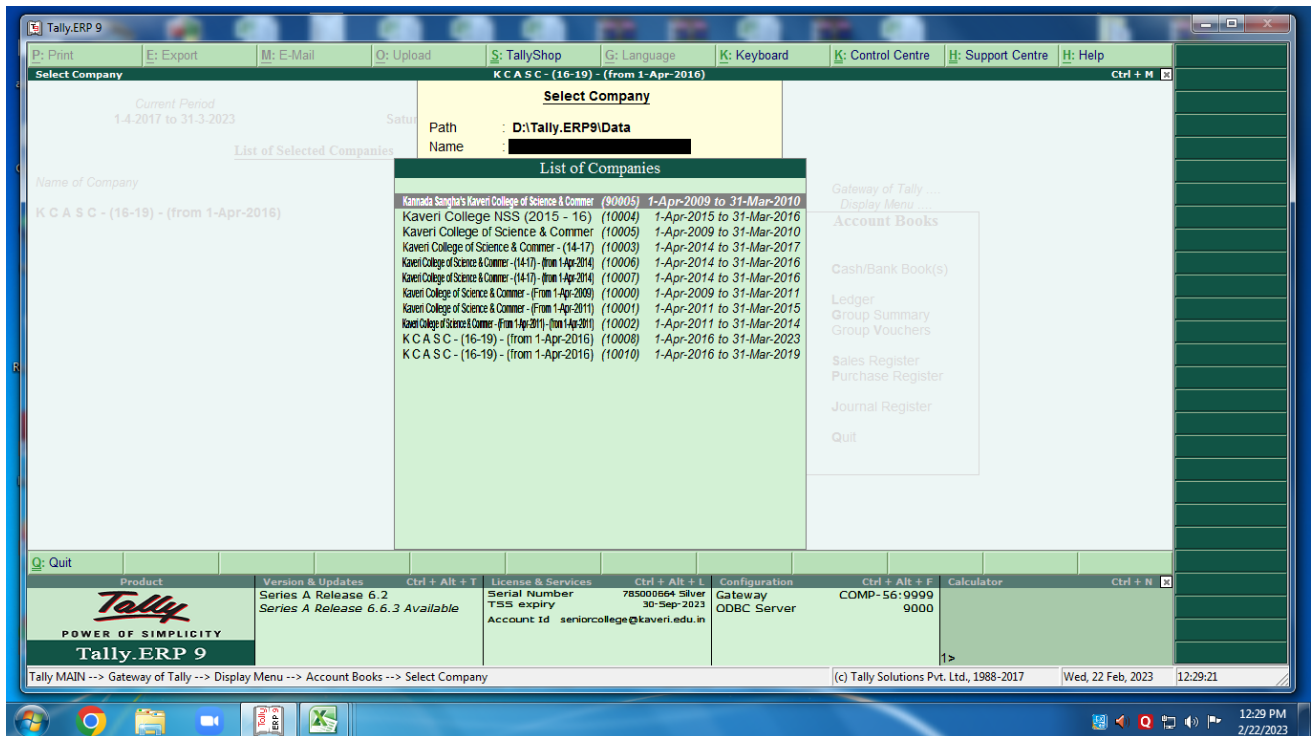 Tally.ERP 9
P: Print E: Export M: E-Mail O: Upload S: TallyShop G: Language K: Keyboard K: Control Centre H: Support Centre H: Help
Select Company K C A S C - (16-19) - (from 1-Apr-2016) Ctrl + M
Select Company
Current Period
1-4-2017 to 31-3-2023 Satur
Path : D:\Tally.ERP9\Data
Name :
List of Selected Companies
List of Companies
Name of Company
K C A S C - (16-19) - (from 1-Apr-2016)
Kannada Sangha's Kaveri College of Science & Commer (90005) 1-Apr-2009 to 31-Mar-2010
Kaveri College NSS (2015 - 16) (10004) 1-Apr-2015 to 31-Mar-2016
Kaveri College of Science & Commer (10005) 1-Apr-2009 to 31-Mar-2010
Kaveri College of Science & Commer - (14-17) (10003) 1-Apr-2014 to 31-Mar-2017
Kaveri College of Science & Commer - (14-17) - (from 1-Apr-2014) (10006) 1-Apr-2014 to 31-Mar-2016
Kaveri College of Science & Commer - (14-17) - (from 1-Apr-2014) (10007) 1-Apr-2014 to 31-Mar-2016
Kaveri College of Science & Commer - (From 1-Apr-2009) (10000) 1-Apr-2009 to 31-Mar-2011
Kaveri College of Science & Commer - (From 1-Apr-2011) (10001) 1-Apr-2011 to 31-Mar-2015
Kaveri College of Science & Commer - (From 1-Apr-2011) - (from 1-Apr-2011) (10002) 1-Apr-2011 to 31-Mar-2014
K C A S C - (16-19) - (from 1-Apr-2016) (10008) 1-Apr-2016 to 31-Mar-2023
K C A S C - (16-19) - (from 1-Apr-2016) (10010) 1-Apr-2016 to 31-Mar-2019
Gateway of Tally ....
Display Menu ...
Account Books
Cash/Bank Book(s)
Ledger
Group Summary
Group Vouchers
Sales Register
Purchase Register
Journal Register
Quit
Q: Quit
Product Version & Updates Ctrl + Alt + T License & Services Ctrl + Alt + L Configuration Ctrl + Alt + F Calculator Ctrl + N
Tally
POWER OF SIMPLICITY
Tally.ERP 9
Series A Release 6.2
Series A Release 6.6.3 Available
Serial Number 785000664 Silver
TSS expiry 30-Sep-2023
Account Id seniorcollege@kaveri.edu.in
Gateway COMP-56:9999
ODBC Server 9000
1>
Tally MAIN --> Gateway of Tally --> Display Menu --> Account Books --> Select Company (c) Tally Solutions Pvt. Ltd., 1988-2017 Wed, 22 Feb, 2023 12:29:21
Tally
ERP 9
12:29 PM
2/22/2023